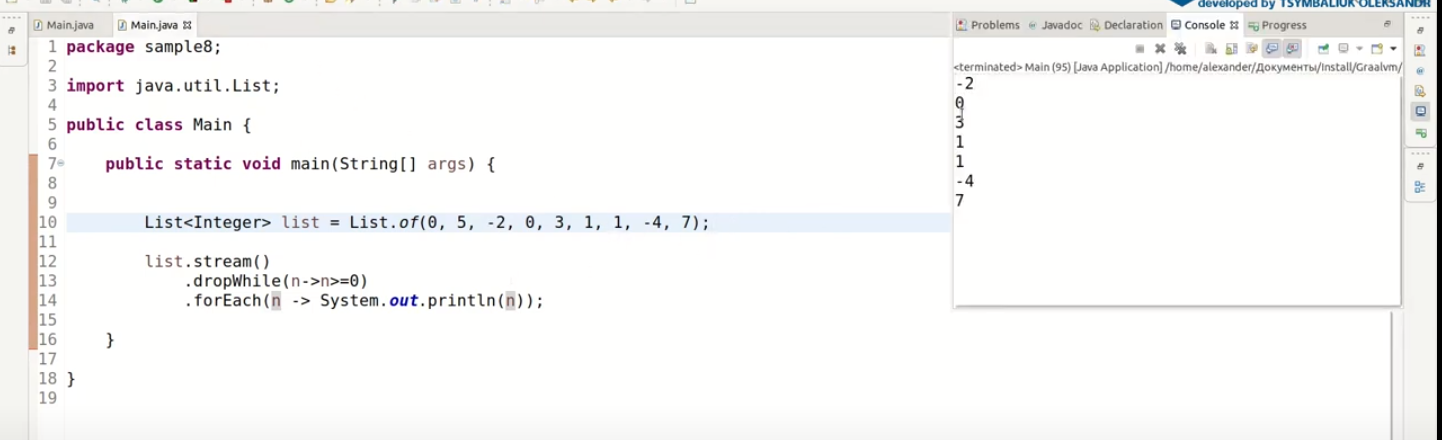 developed by TSYMBALIUK OLEKSANDR
Main.java
Main.java
1 package sample8;
2
3 import java.util.List;
4
5 public class Main {
6
7 public static void main(String[] args) {
8
9
10 List<Integer> list = List.of(0, 5, -2, 0, 3, 1, 1, -4, 7);
11
12 list.stream()
13 .dropWhile(n->n>=0)
14 .forEach(n -> System.out.println(n));
15
16 }
17
18 }
19
Problems Javadoc Declaration Console Progress
<terminated> Main (95) [Java Application] /home/alexander/Документы/Install/Graalvm/
-2
0
3
1
1
-4
7